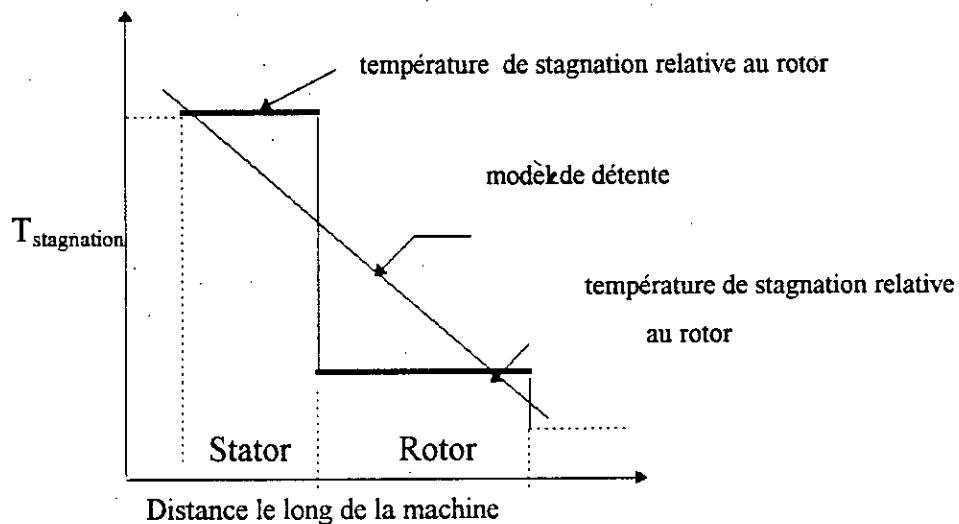 température de stagnation relative au rotor
modèle de détente
T stagnation
température de stagnation relative
au rotor
Stator Rotor
Distance le long de la machine